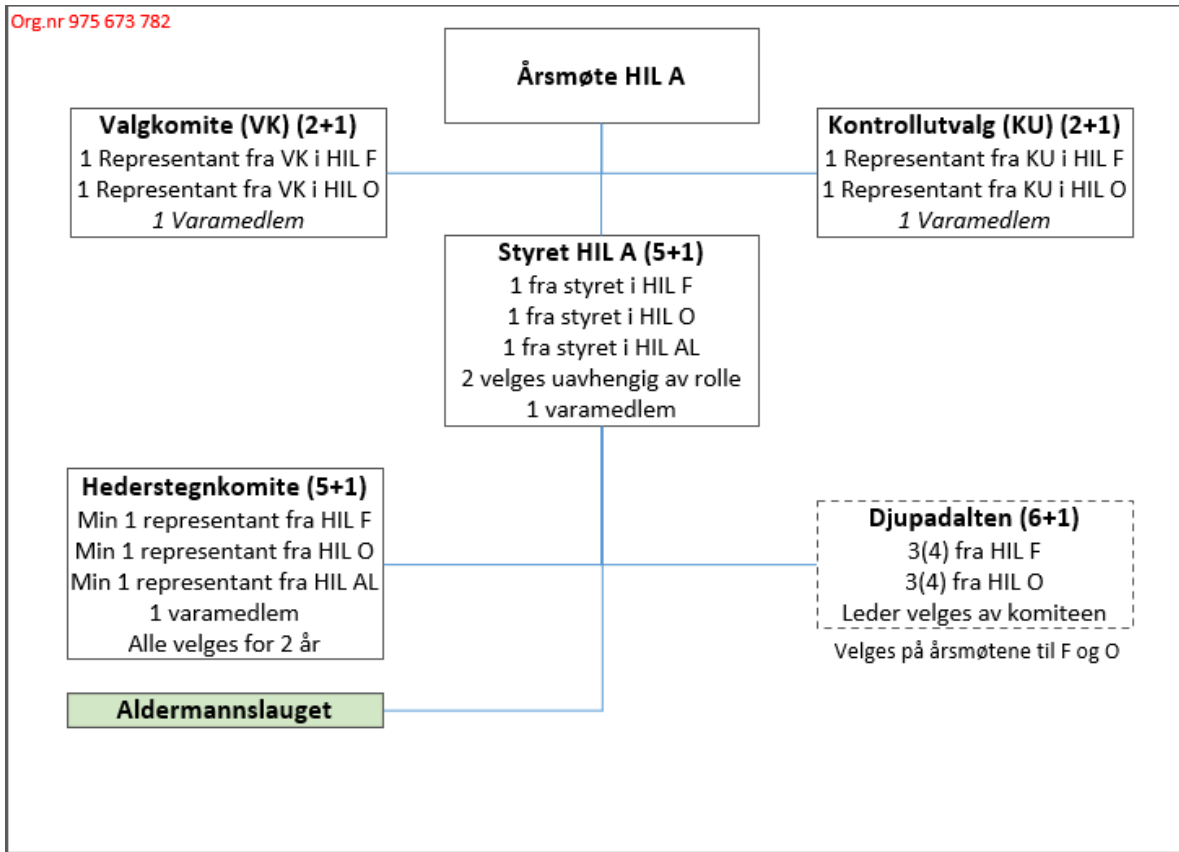 Org.nr 975 673 782
Årsmøte HIL A
Valgkomite (VK) (2+1)
1 Representant fra VK i HIL F
1 Representant fra VK i HIL O
1 Varamedlem
Kontrollutvalg (KU) (2+1)
1 Representant fra KU i HIL F
1 Representant fra KU i HIL O
1 Varamedlem
Styret HIL A (5+1)
1 fra styret i HIL F
1 fra styret i HIL O
1 fra styret i HIL AL
2 velges uavhengig av rolle
1 varamedlem
Hederstegnkomite (5+1)
Min 1 representant fra HIL F
Min 1 representant fra HIL O
Min 1 representant fra HIL AL
1 varamedlem
Alle velges for 2 år
Djupadalten (6+1)
3(4) fra HIL F
3(4) fra HIL O
Leder velges av komiteen
Velges på årsmøtene til F og O
Aldermannslauget